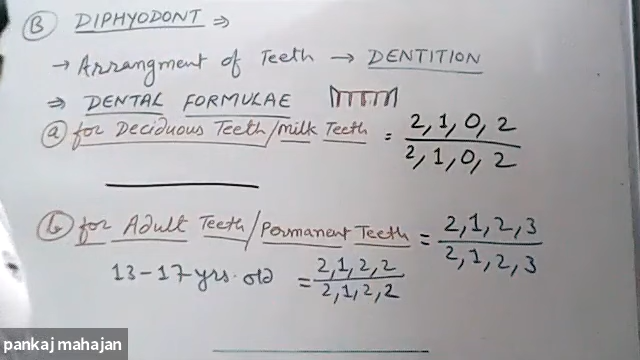 B DIPHYODONT ⇒
→ Arrangment of Teeth → DENTITION
⇒ DENTAL FORMULAE
a for Deciduous Teeth/Milk Teeth = 2,1,0,2 / 2,1,0,2
b for Adult Teeth/Permanent Teeth = 2,1,2,3 / 2,1,2,3
13-17 yrs. old = 2,1,2,2 / 2,1,2,2
pankaj mahajan